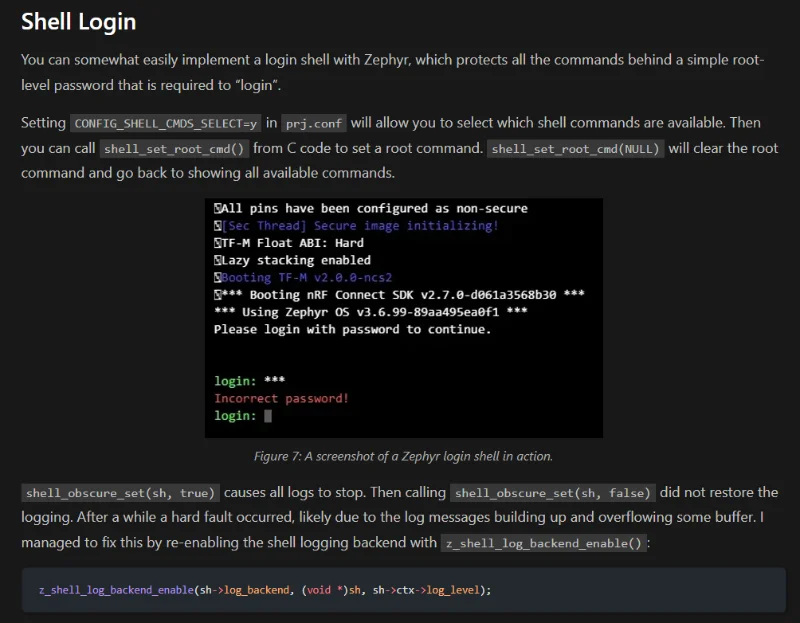 Shell Login
You can somewhat easily implement a login shell with Zephyr, which protects all the commands behind a simple root-
level password that is required to “login”.
Setting CONFIG_SHELL_CMDS_SELECT=y in prj.conf will allow you to select which shell commands are available. Then
you can call shell_set_root_cmd() from C code to set a root command. shell_set_root_cmd(NULL) will clear the root
command and go back to showing all available commands.
All pins have been configured as non-secure
[Sec Thread] Secure image initializing!
TF-M Float ABI: Hard
Lazy stacking enabled
Booting TF-M v2.0.0-ncs2
*** Booting nRF Connect SDK v2.7.0-d061a3568b30 ***
*** Using Zephyr OS v3.6.99-89aa495ea0f1 ***
Please login with password to continue.
login: ***
Incorrect password!
login:
Figure 7: A screenshot of a Zephyr login shell in action.
shell_obscure_set(sh, true) causes all logs to stop. Then calling shell_obscure_set(sh, false) did not restore the
logging. After a while a hard fault occurred, likely due to the log messages building up and overflowing some buffer. I
managed to fix this by re-enabling the shell logging backend with z_shell_log_backend_enable():
z_shell_log_backend_enable(sh->log_backend, (void *)sh, sh->ctx->log_level);